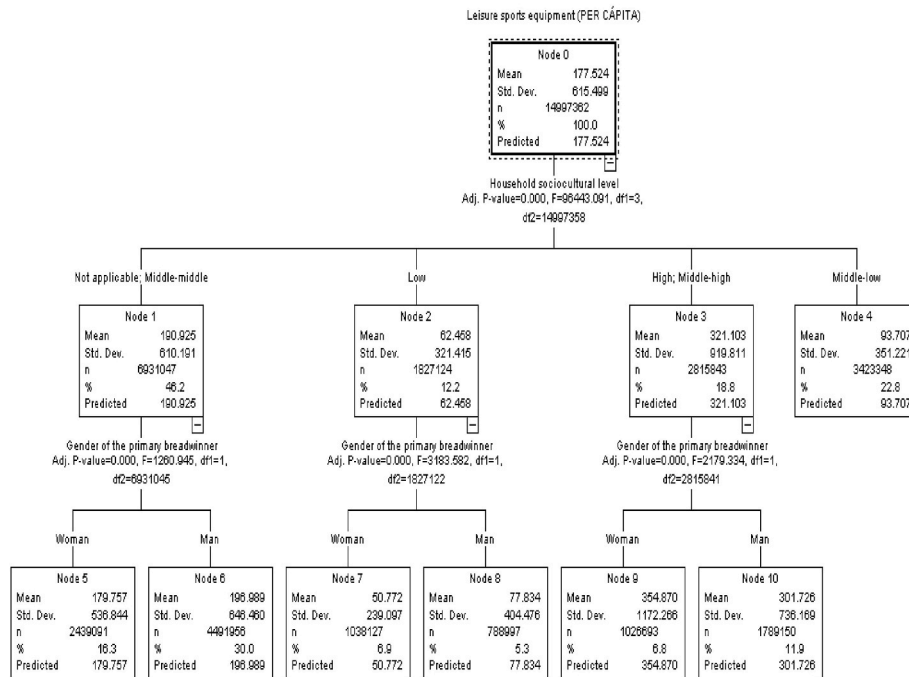 Leisure sports equipment (PER CÁPITA)
Node 0
Mean 177.524
Std. Dev. 615.499
n 14997362
% 100.0
Predicted 177.524
Household sociocultural level
Adj. P-value=0.000, F=96443.091, df1=3,
df2=14997358
Not applicable; Middle-middle
Low
High; Middle-high
Middle-low
Node 1
Mean 190.925
Std. Dev. 610.191
n 6931047
% 46.2
Predicted 190.925
Node 2
Mean 62.458
Std. Dev. 321.415
n 1827124
% 12.2
Predicted 62.458
Node 3
Mean 321.103
Std. Dev. 919.811
n 2815843
% 18.8
Predicted 321.103
Node 4
Mean 93.707
Std. Dev. 351.221
n 3423348
% 22.8
Predicted 93.707
Gender of the primary breadwinner
Adj. P-value=0.000, F=1260.945, df1=1,
df2=6931045
Gender of the primary breadwinner
Adj. P-value=0.000, F=3183.582, df1=1,
df2=1827122
Gender of the primary breadwinner
Adj. P-value=0.000, F=2179.334, df1=1,
df2=2815841
Woman
Man
Woman
Man
Woman
Man
Node 5
Mean 179.757
Std. Dev. 536.844
n 2439091
% 16.3
Predicted 179.757
Node 6
Mean 196.989
Std. Dev. 646.460
n 4491956
% 30.0
Predicted 196.989
Node 7
Mean 50.772
Std. Dev. 239.097
n 1038127
% 6.9
Predicted 50.772
Node 8
Mean 77.834
Std. Dev. 404.476
n 788997
% 5.3
Predicted 77.834
Node 9
Mean 354.870
Std. Dev. 1172.266
n 1026693
% 6.8
Predicted 354.870
Node 10
Mean 301.726
Std. Dev. 736.169
n 1789150
% 11.9
Predicted 301.726